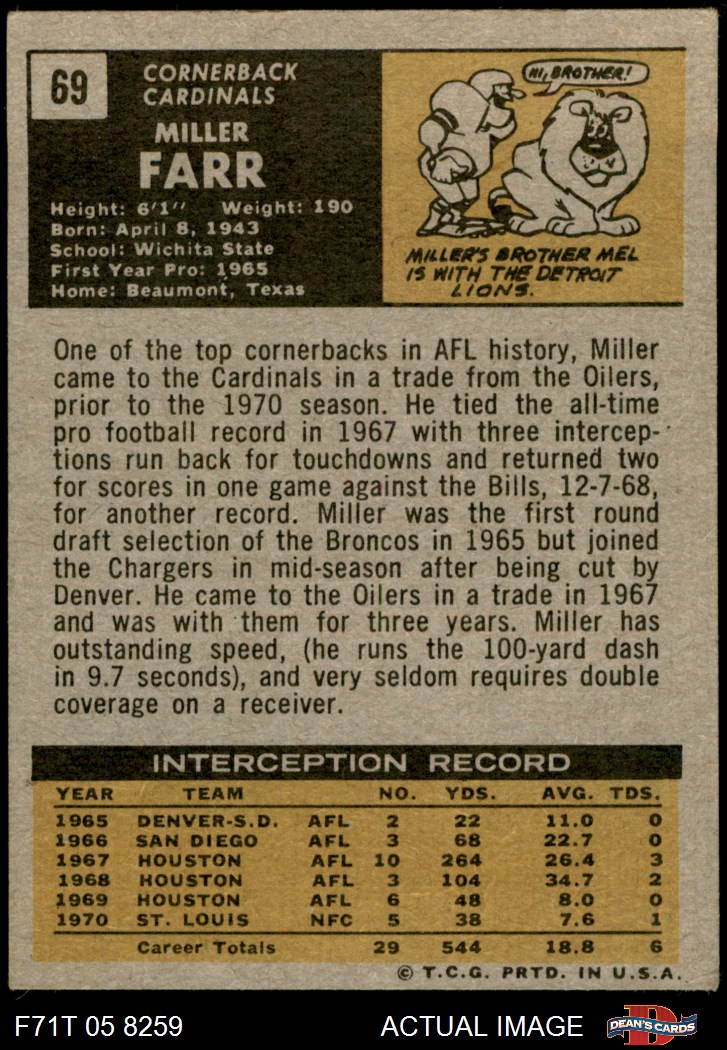 69
CORNERBACK
CARDINALS
MILLER
FARR
Height: 6'1" Weight: 190
Born: April 8, 1943
School: Wichita State
First Year Pro: 1965
Home: Beaumont, Texas
HI, BROTHER!
MILLER'S BROTHER MEL
IS WITH THE DETROIT
LIONS.
One of the top cornerbacks in AFL history, Miller
came to the Cardinals in a trade from the Oilers,
prior to the 1970 season. He tied the all-time
pro football record in 1967 with three intercep-
tions run back for touchdowns and returned two
for scores in one game against the Bills, 12-7-68,
for another record. Miller was the first round
draft selection of the Broncos in 1965 but joined
the Chargers in mid-season after being cut by
Denver. He came to the Oilers in a trade in 1967
and was with them for three years. Miller has
outstanding speed, (he runs the 100-yard dash
in 9.7 seconds), and very seldom requires double
coverage on a receiver.
INTERCEPTION RECORD
YEAR TEAM NO. YDS. AVG. TDS.
1965 DENVER-S.D. AFL 2 22 11.0 0
1966 SAN DIEGO AFL 3 68 22.7 0
1967 HOUSTON AFL 10 264 26.4 3
1968 HOUSTON AFL 3 104 34.7 2
1969 HOUSTON AFL 6 48 8.0 0
1970 ST. LOUIS NFC 5 38 7.6 1
Career Totals 29 544 18.8 6
© T.C.G. PRTD. IN U.S.A.
F71T 05 8259 ACTUAL IMAGE D DEAN'S CARDS